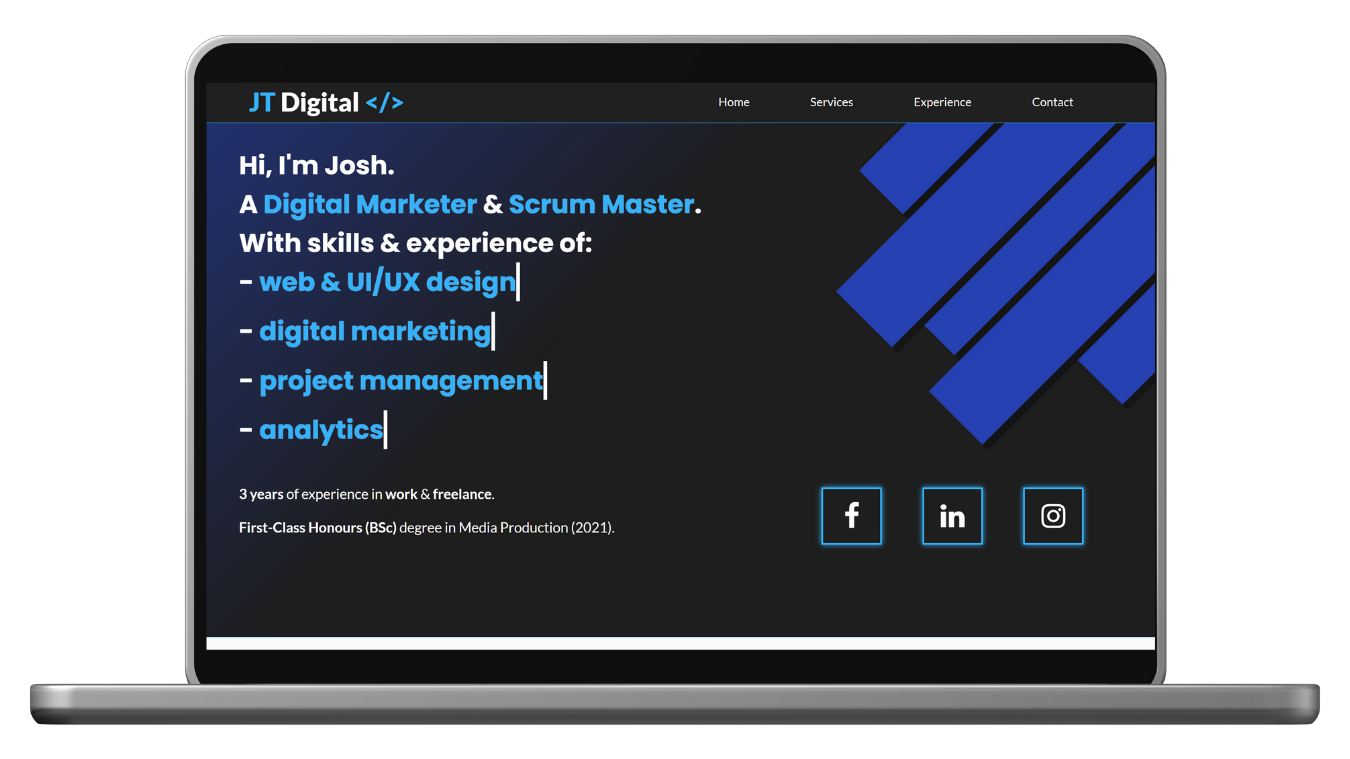 JT Digital </>
Home Services Experience Contact
Hi, I'm Josh.
A Digital Marketer & Scrum Master.
With skills & experience of:
- web & UI/UX design
- digital marketing
- project management
- analytics
3 years of experience in work & freelance.
First-Class Honours (BSc) degree in Media Production (2021).
f
in